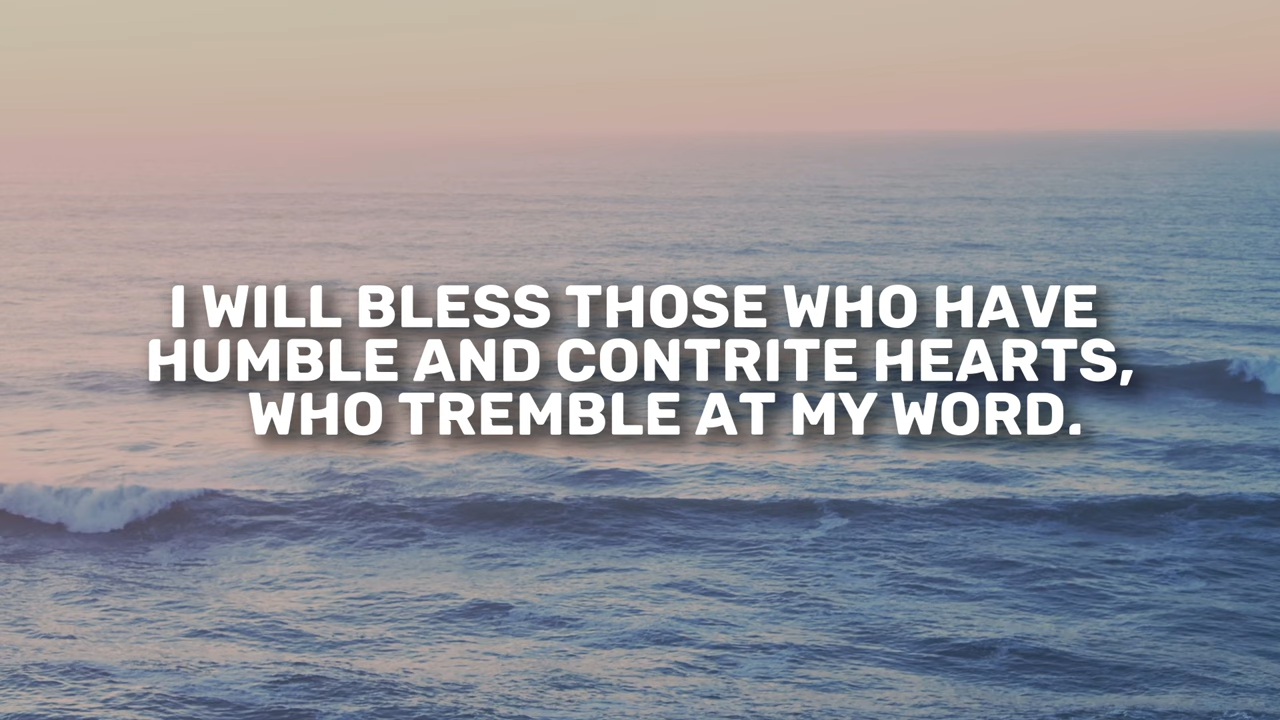 I WILL BLESS THOSE WHO HAVE
HUMBLE AND CONTRITE HEARTS,
WHO TREMBLE AT MY WORD.